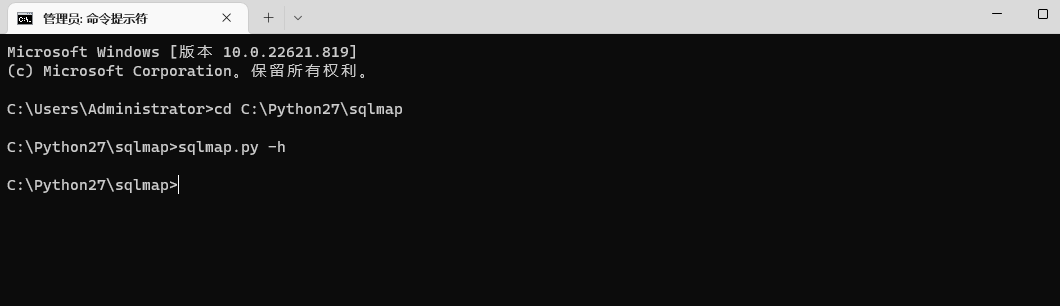 管理员: 命令提示符
Microsoft Windows [版本 10.0.22621.819]
(c) Microsoft Corporation。保留所有权利。
C:\Users\Administrator>cd C:\Python27\sqlmap
C:\Python27\sqlmap>sqlmap.py -h
C:\Python27\sqlmap>